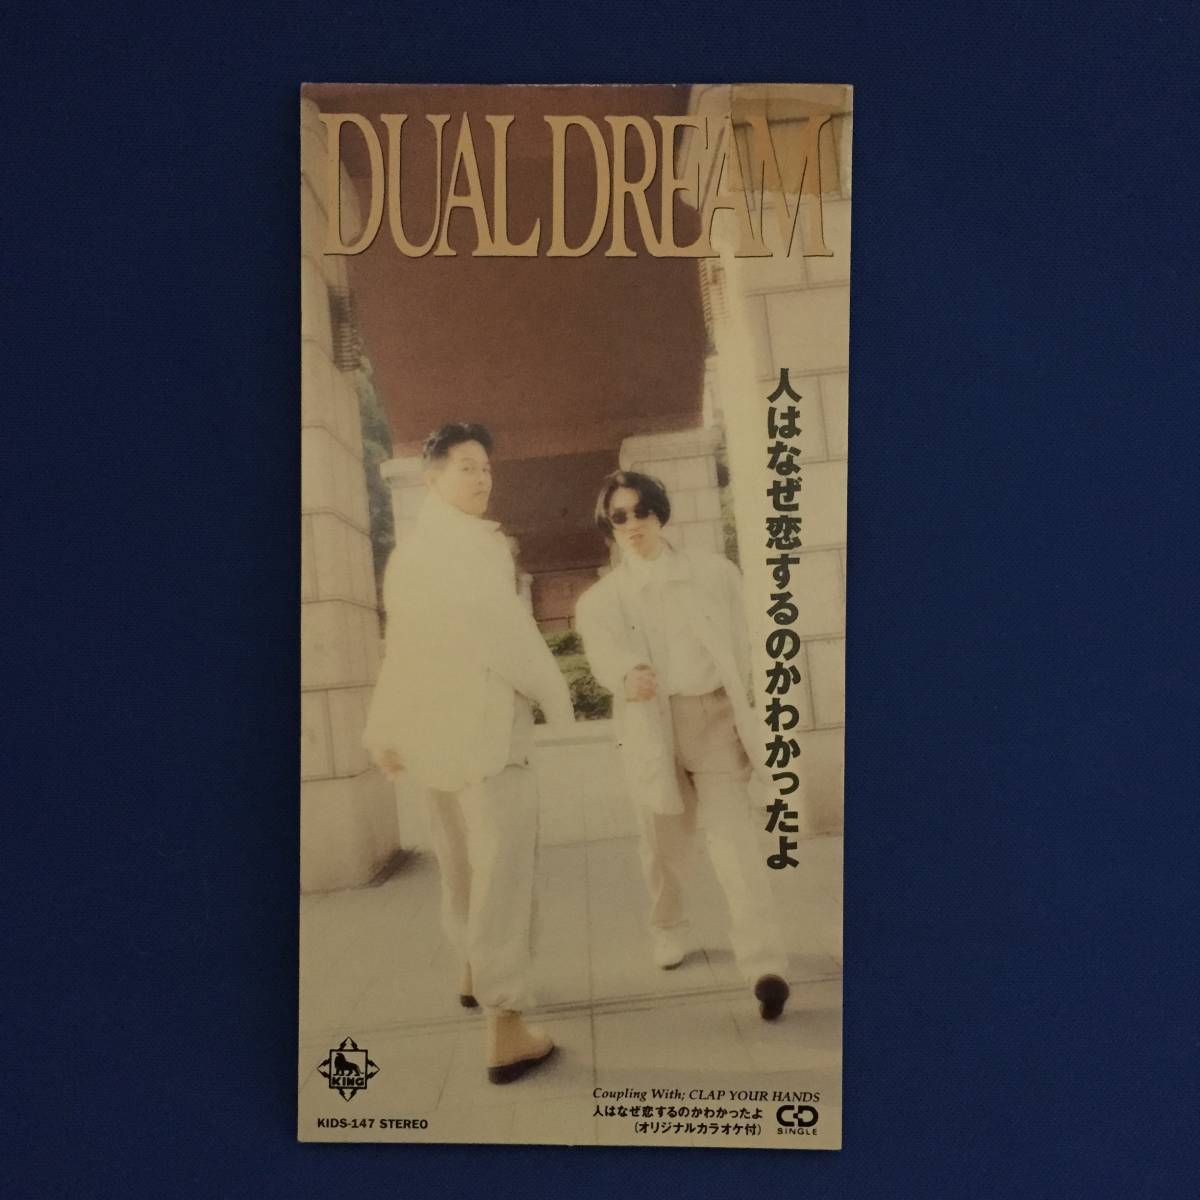 DUAL DREAM
人はなぜ恋するのかわかったよ
KING
KIDS-147 STEREO
Coupling With; CLAP YOUR HANDS
人はなぜ恋するのかわかったよ
(オリジナルカラオケ付)
CD
SINGLE